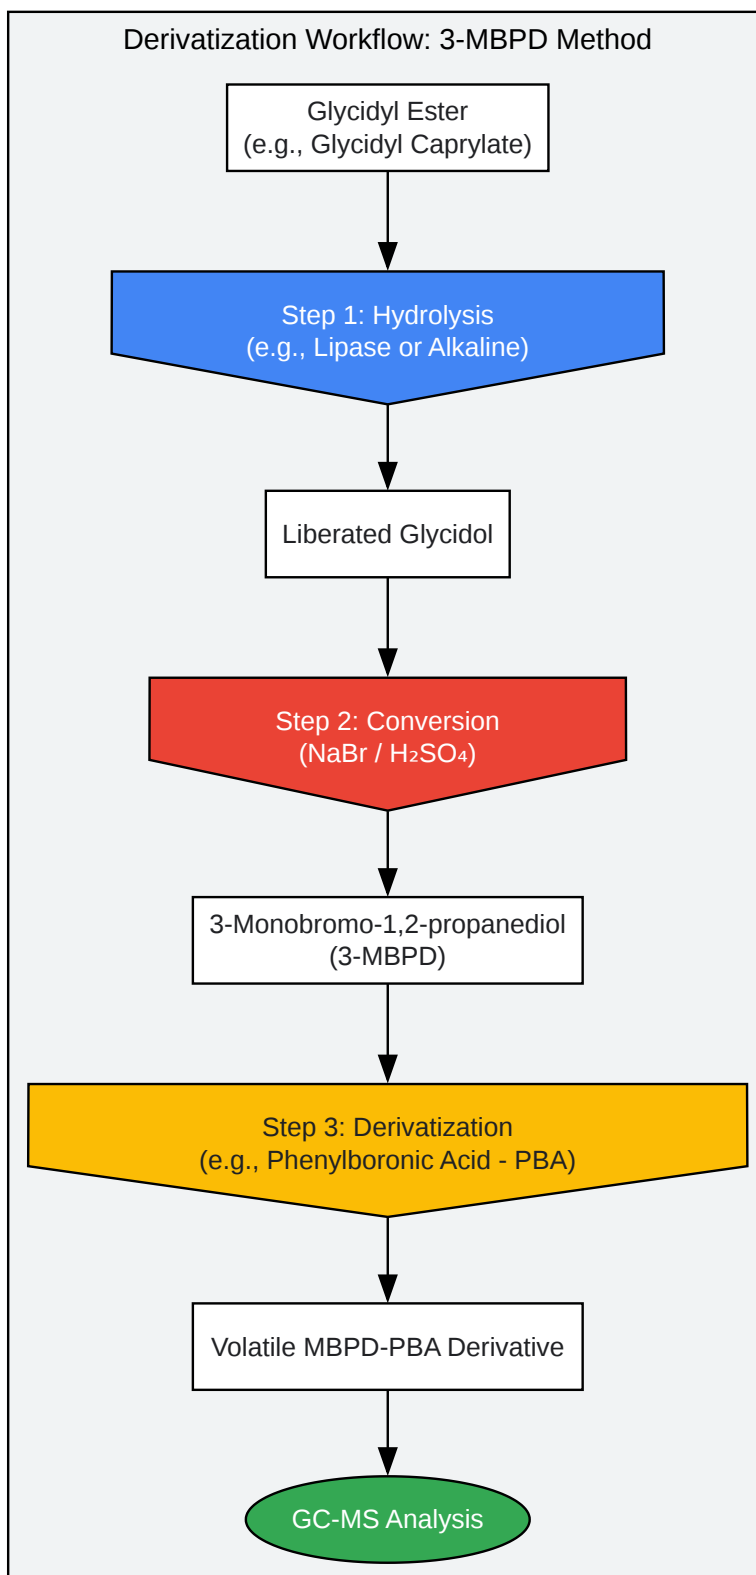 Derivatization Workflow: 3-MBPD Method
Glycidyl Ester
(e.g., Glycidyl Caprylate)
Step 1: Hydrolysis
(e.g., Lipase or Alkaline)
Liberated Glycidol
Step 2: Conversion
(NaBr / H₂SO₄)
3-Monobromo-1,2-propanediol
(3-MBPD)
Step 3: Derivatization
(e.g., Phenylboronic Acid - PBA)
Volatile MBPD-PBA Derivative
GC-MS Analysis